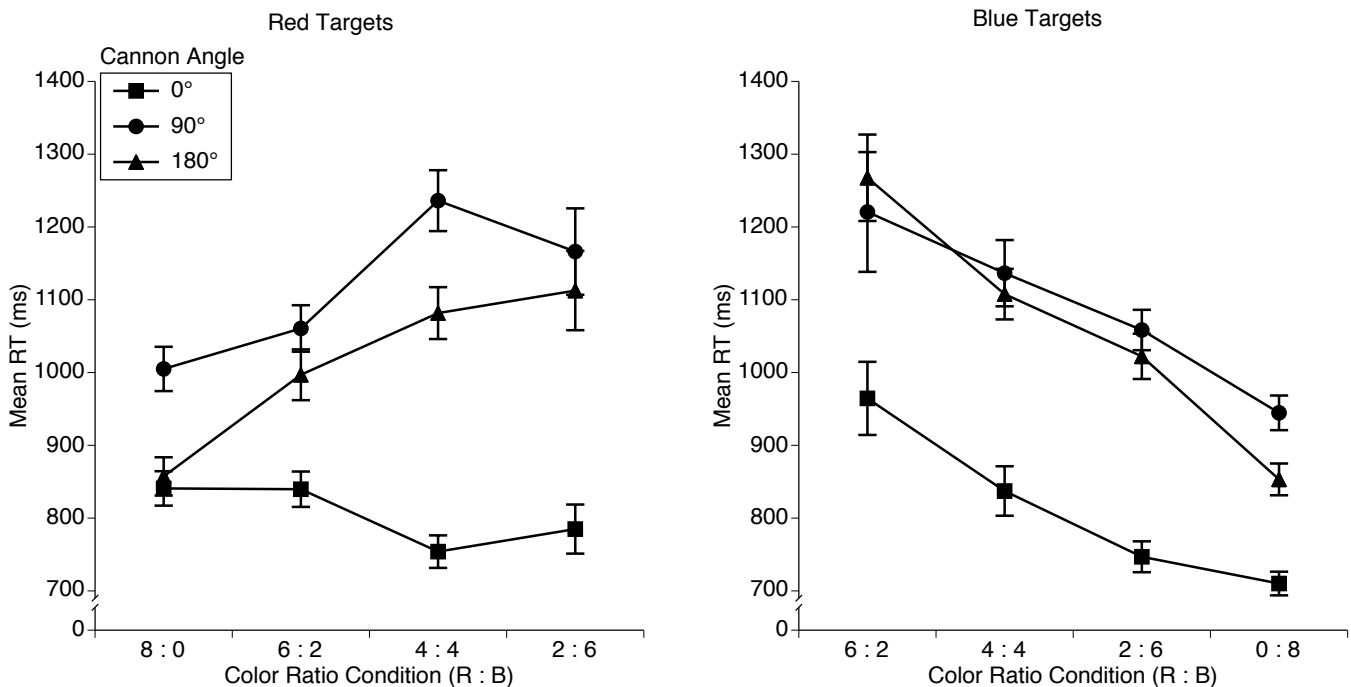 Red Targets
Cannon Angle
0°
90°
180°
1400
1300
1200
1100
1000
900
800
700
0
Mean RT (ms)
8 : 0 6 : 2 4 : 4 2 : 6
Color Ratio Condition (R : B)
Blue Targets
1400
1300
1200
1100
1000
900
800
700
0
Mean RT (ms)
6 : 2 4 : 4 2 : 6 0 : 8
Color Ratio Condition (R : B)